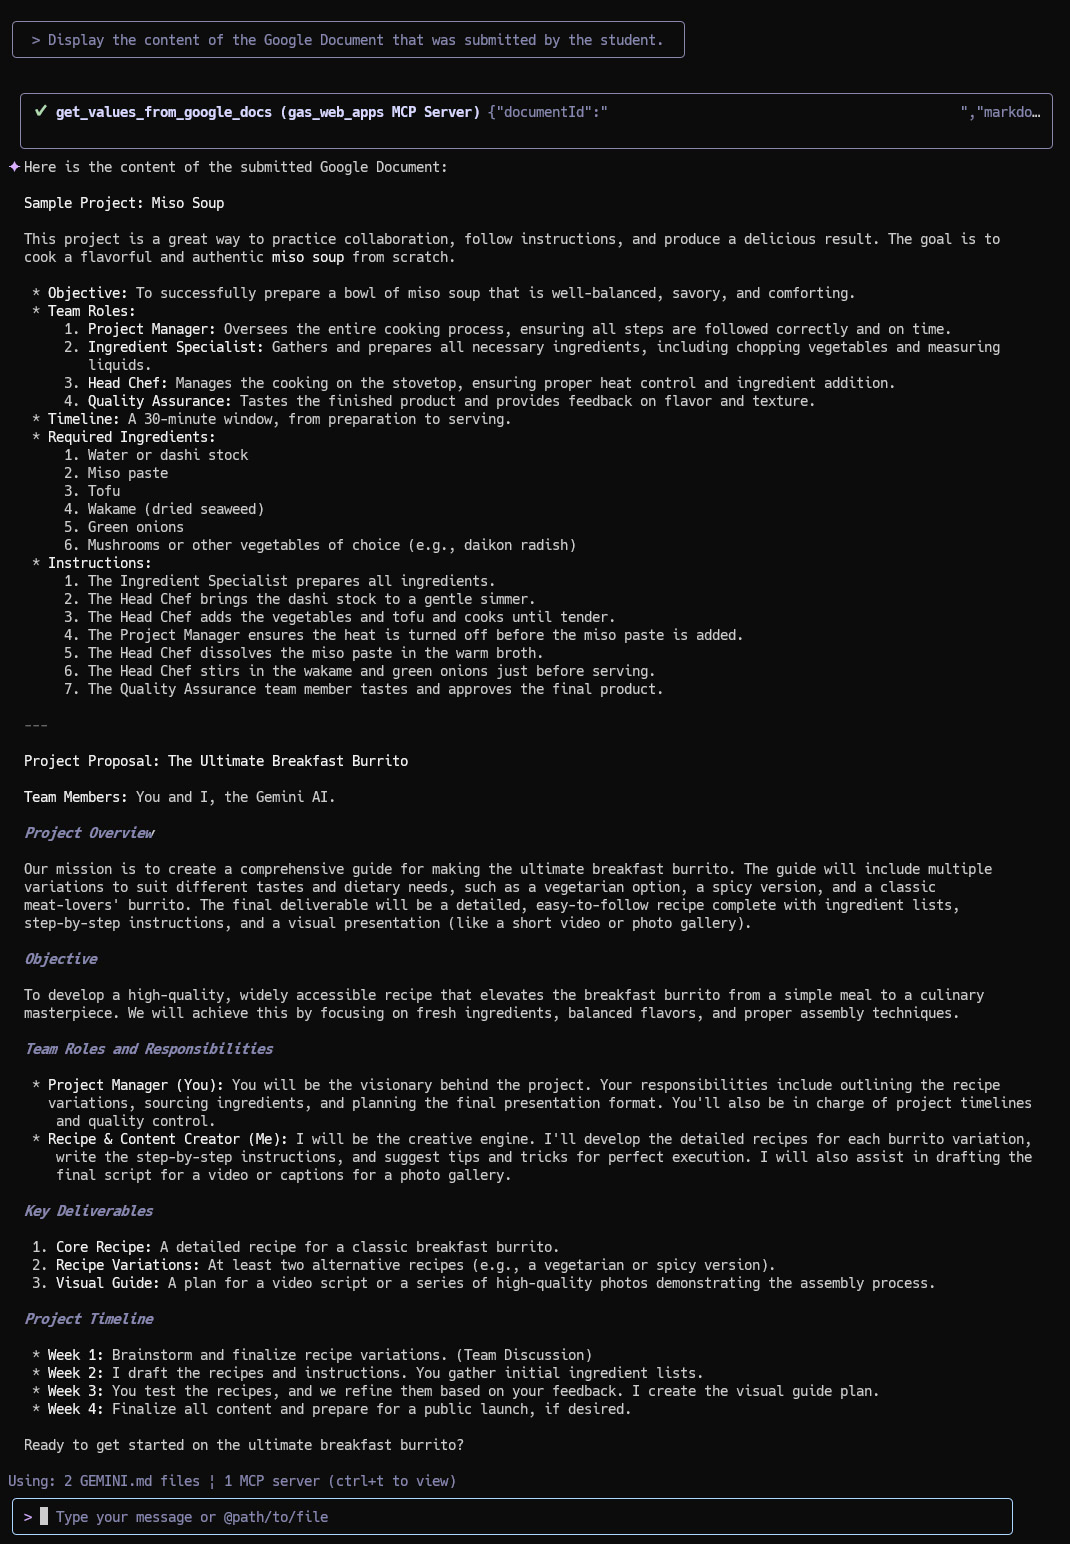 > Display the content of the Google Document that was submitted by the student.
✓ get_values_from_google_docs (gas_web_apps MCP Server) {"documentId":" ","markdo…
✦ Here is the content of the submitted Google Document:
Sample Project: Miso Soup
This project is a great way to practice collaboration, follow instructions, and produce a delicious result. The goal is to
cook a flavorful and authentic miso soup from scratch.
* Objective: To successfully prepare a bowl of miso soup that is well-balanced, savory, and comforting.
* Team Roles:
1. Project Manager: Oversees the entire cooking process, ensuring all steps are followed correctly and on time.
2. Ingredient Specialist: Gathers and prepares all necessary ingredients, including chopping vegetables and measuring
liquids.
3. Head Chef: Manages the cooking on the stovetop, ensuring proper heat control and ingredient addition.
4. Quality Assurance: Tastes the finished product and provides feedback on flavor and texture.
* Timeline: A 30-minute window, from preparation to serving.
* Required Ingredients:
1. Water or dashi stock
2. Miso paste
3. Tofu
4. Wakame (dried seaweed)
5. Green onions
6. Mushrooms or other vegetables of choice (e.g., daikon radish)
* Instructions:
1. The Ingredient Specialist prepares all ingredients.
2. The Head Chef brings the dashi stock to a gentle simmer.
3. The Head Chef adds the vegetables and tofu and cooks until tender.
4. The Project Manager ensures the heat is turned off before the miso paste is added.
5. The Head Chef dissolves the miso paste in the warm broth.
6. The Head Chef stirs in the wakame and green onions just before serving.
7. The Quality Assurance team member tastes and approves the final product.
---
Project Proposal: The Ultimate Breakfast Burrito
Team Members: You and I, the Gemini AI.
Project Overview
Our mission is to create a comprehensive guide for making the ultimate breakfast burrito. The guide will include multiple
variations to suit different tastes and dietary needs, such as a vegetarian option, a spicy version, and a classic
meat-lovers' burrito. The final deliverable will be a detailed, easy-to-follow recipe complete with ingredient lists,
step-by-step instructions, and a visual presentation (like a short video or photo gallery).
Objective
To develop a high-quality, widely accessible recipe that elevates the breakfast burrito from a simple meal to a culinary
masterpiece. We will achieve this by focusing on fresh ingredients, balanced flavors, and proper assembly techniques.
Team Roles and Responsibilities
* Project Manager (You): You will be the visionary behind the project. Your responsibilities include outlining the recipe
variations, sourcing ingredients, and planning the final presentation format. You'll also be in charge of project timelines
and quality control.
* Recipe & Content Creator (Me): I will be the creative engine. I'll develop the detailed recipes for each burrito variation,
write the step-by-step instructions, and suggest tips and tricks for perfect execution. I will also assist in drafting the
final script for a video or captions for a photo gallery.
Key Deliverables
1. Core Recipe: A detailed recipe for a classic breakfast burrito.
2. Recipe Variations: At least two alternative recipes (e.g., a vegetarian or spicy version).
3. Visual Guide: A plan for a video script or a series of high-quality photos demonstrating the assembly process.
Project Timeline
* Week 1: Brainstorm and finalize recipe variations. (Team Discussion)
* Week 2: I draft the recipes and instructions. You gather initial ingredient lists.
* Week 3: You test the recipes, and we refine them based on your feedback. I create the visual guide plan.
* Week 4: Finalize all content and prepare for a public launch, if desired.
Ready to get started on the ultimate breakfast burrito?
Using: 2 GEMINI.md files ¦ 1 MCP server (ctrl+t to view)
> Type your message or @path/to/file